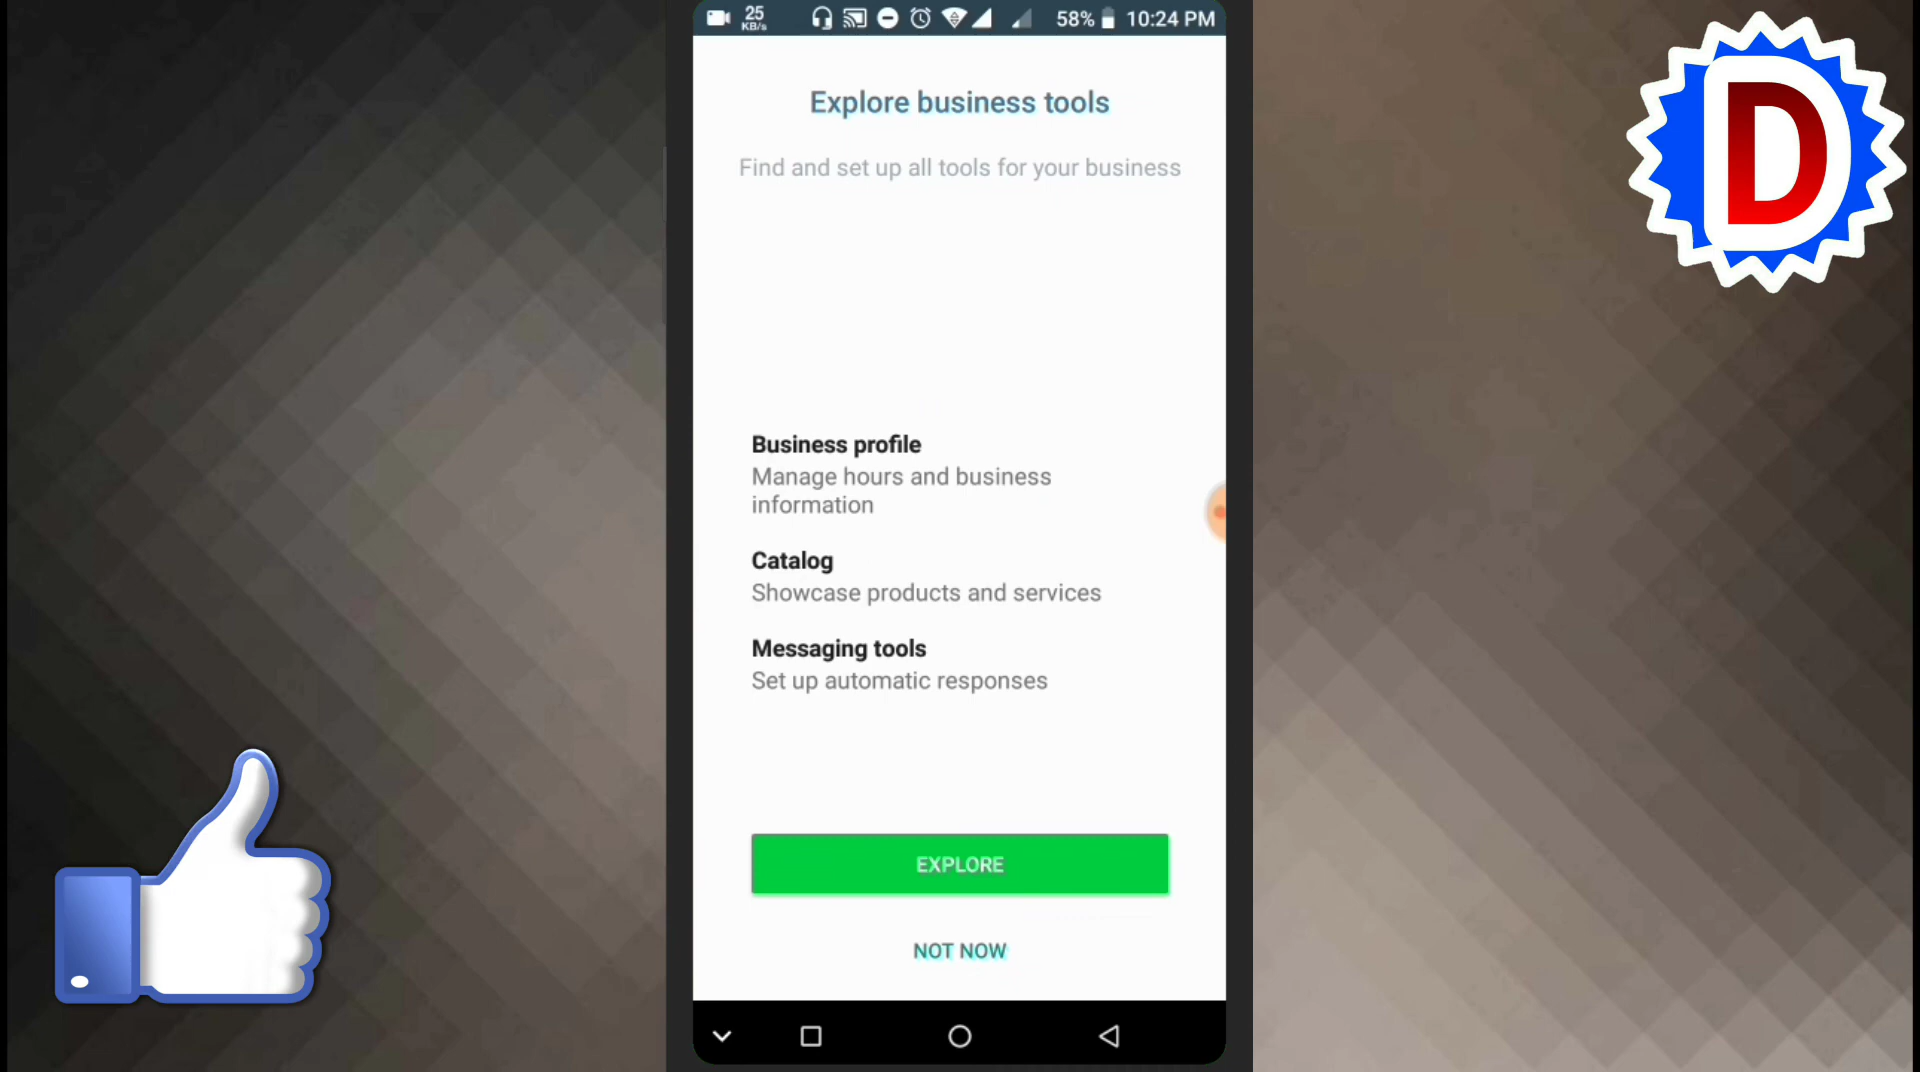 25
KB/s
58%
10:24 PM
D
Explore business tools
Find and set up all tools for your business
Business profile
Manage hours and business
information
Catalog
Showcase products and services
Messaging tools
Set up automatic responses
EXPLORE
NOT NOW